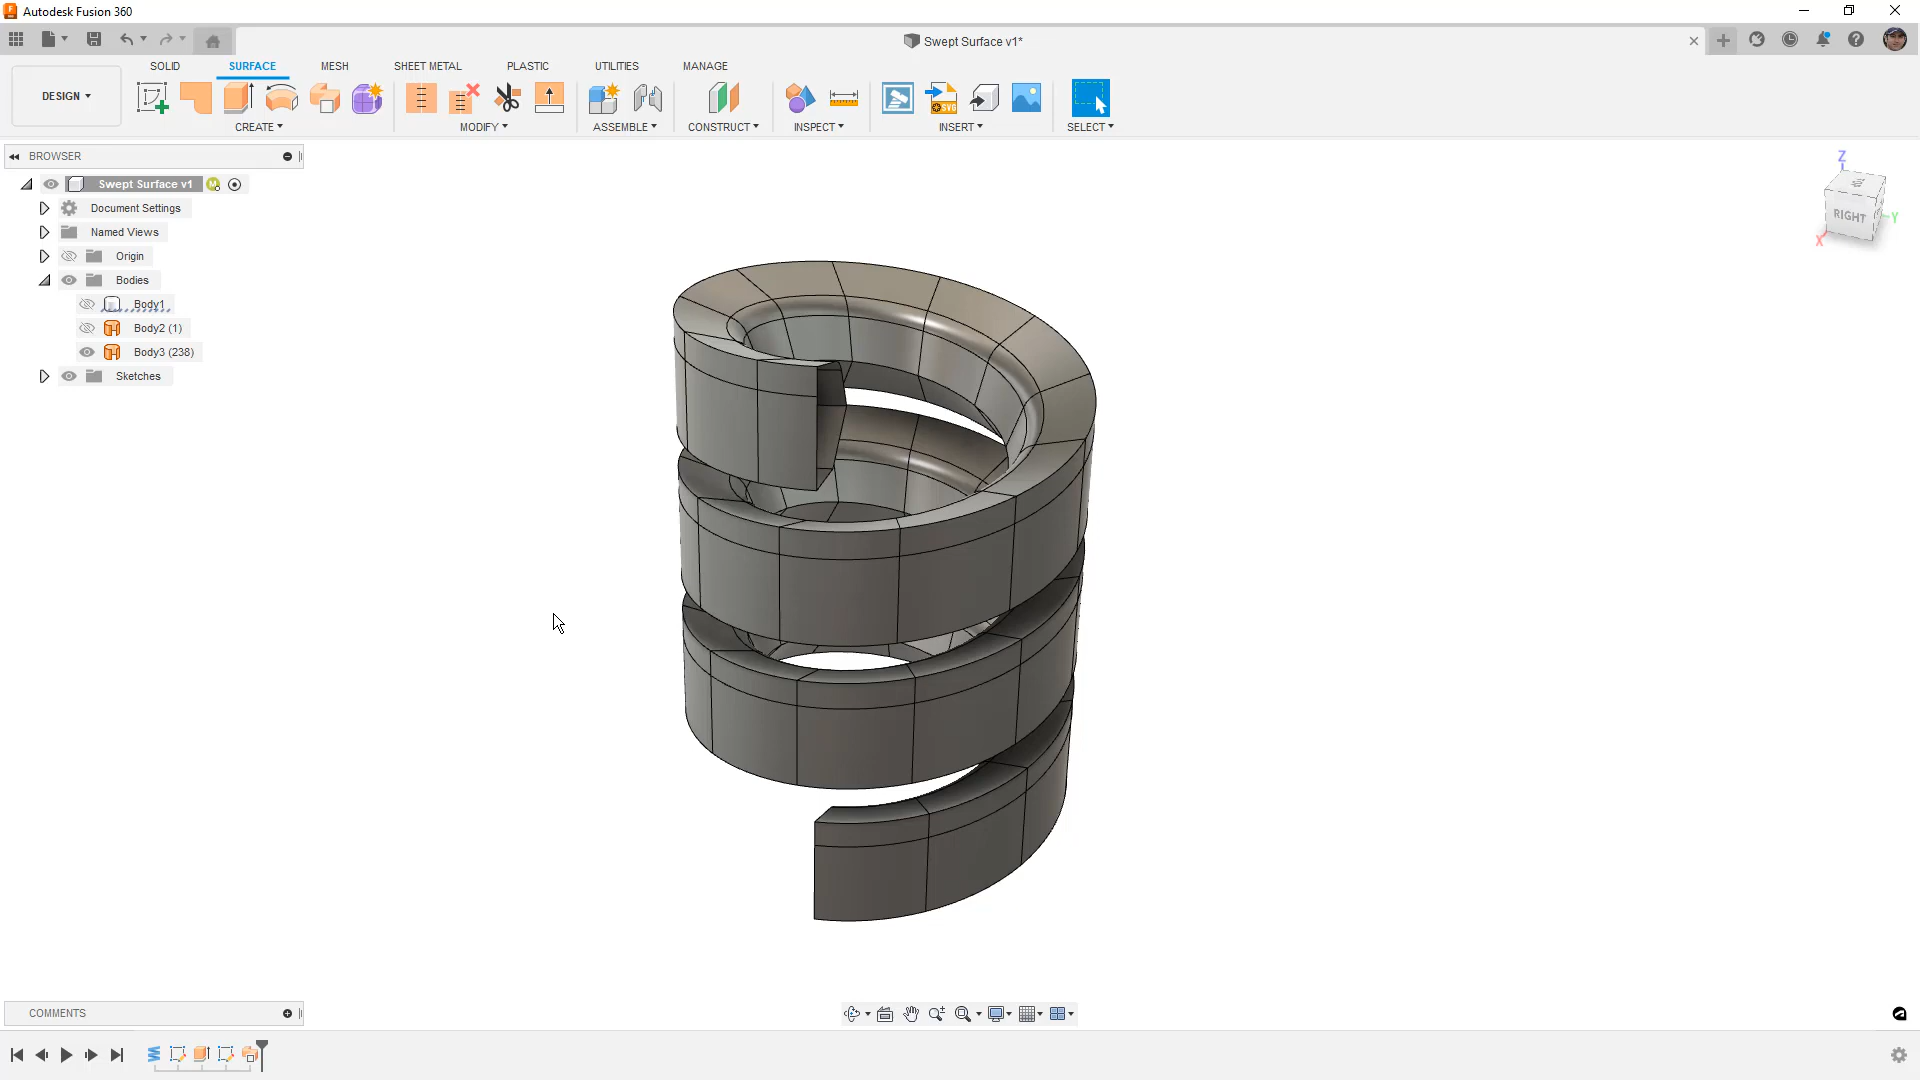 Autodesk Fusion 360
Swept Surface v1*
SOLID SURFACE MESH SHEET METAL PLASTIC UTILITIES MANAGE
DESIGN
CREATE MODIFY ASSEMBLE CONSTRUCT INSPECT INSERT SELECT
BROWSER
Swept Surface v1
Document Settings
Named Views
Origin
Bodies
Body1
Body2 (1)
Body3 (238)
Sketches
Z
RIGHT
Y
X
COMMENTS